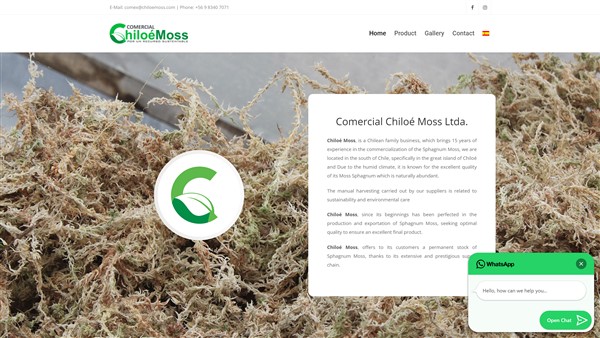 E-Mail: comite@chiloemoss.com | Phone: +56 9 6340 7071
COMERCIAL
ChiloéMoss
POR UN RECURSO SUSTENTABLE
Home Product Gallery Contact
Comercial Chiloé Moss Ltda.
Chiloé Moss, is a Chilean family business, which brings 15 years of
experience in the commercialization of the Sphagnum Moss, we are
located in the south of Chile, specifically in the great island of Chiloé
and Due to the humid climate, it is known for the excellent quality
of its Moss Sphagnum which is naturally abundant.
The manual harvesting carried out by our suppliers is related to
sustainability and environmental care
Chiloé Moss, since its beginnings has been perfected in the
production and exportation of Sphagnum Moss, seeking optimal
quality to ensure an excellent final product.
Chiloé Moss, offers to its customers a permanent stock of
Sphagnum Moss, thanks to its extensive and prestigious
chain.
WhatsApp
Hello, how can we help you...
Open Chat